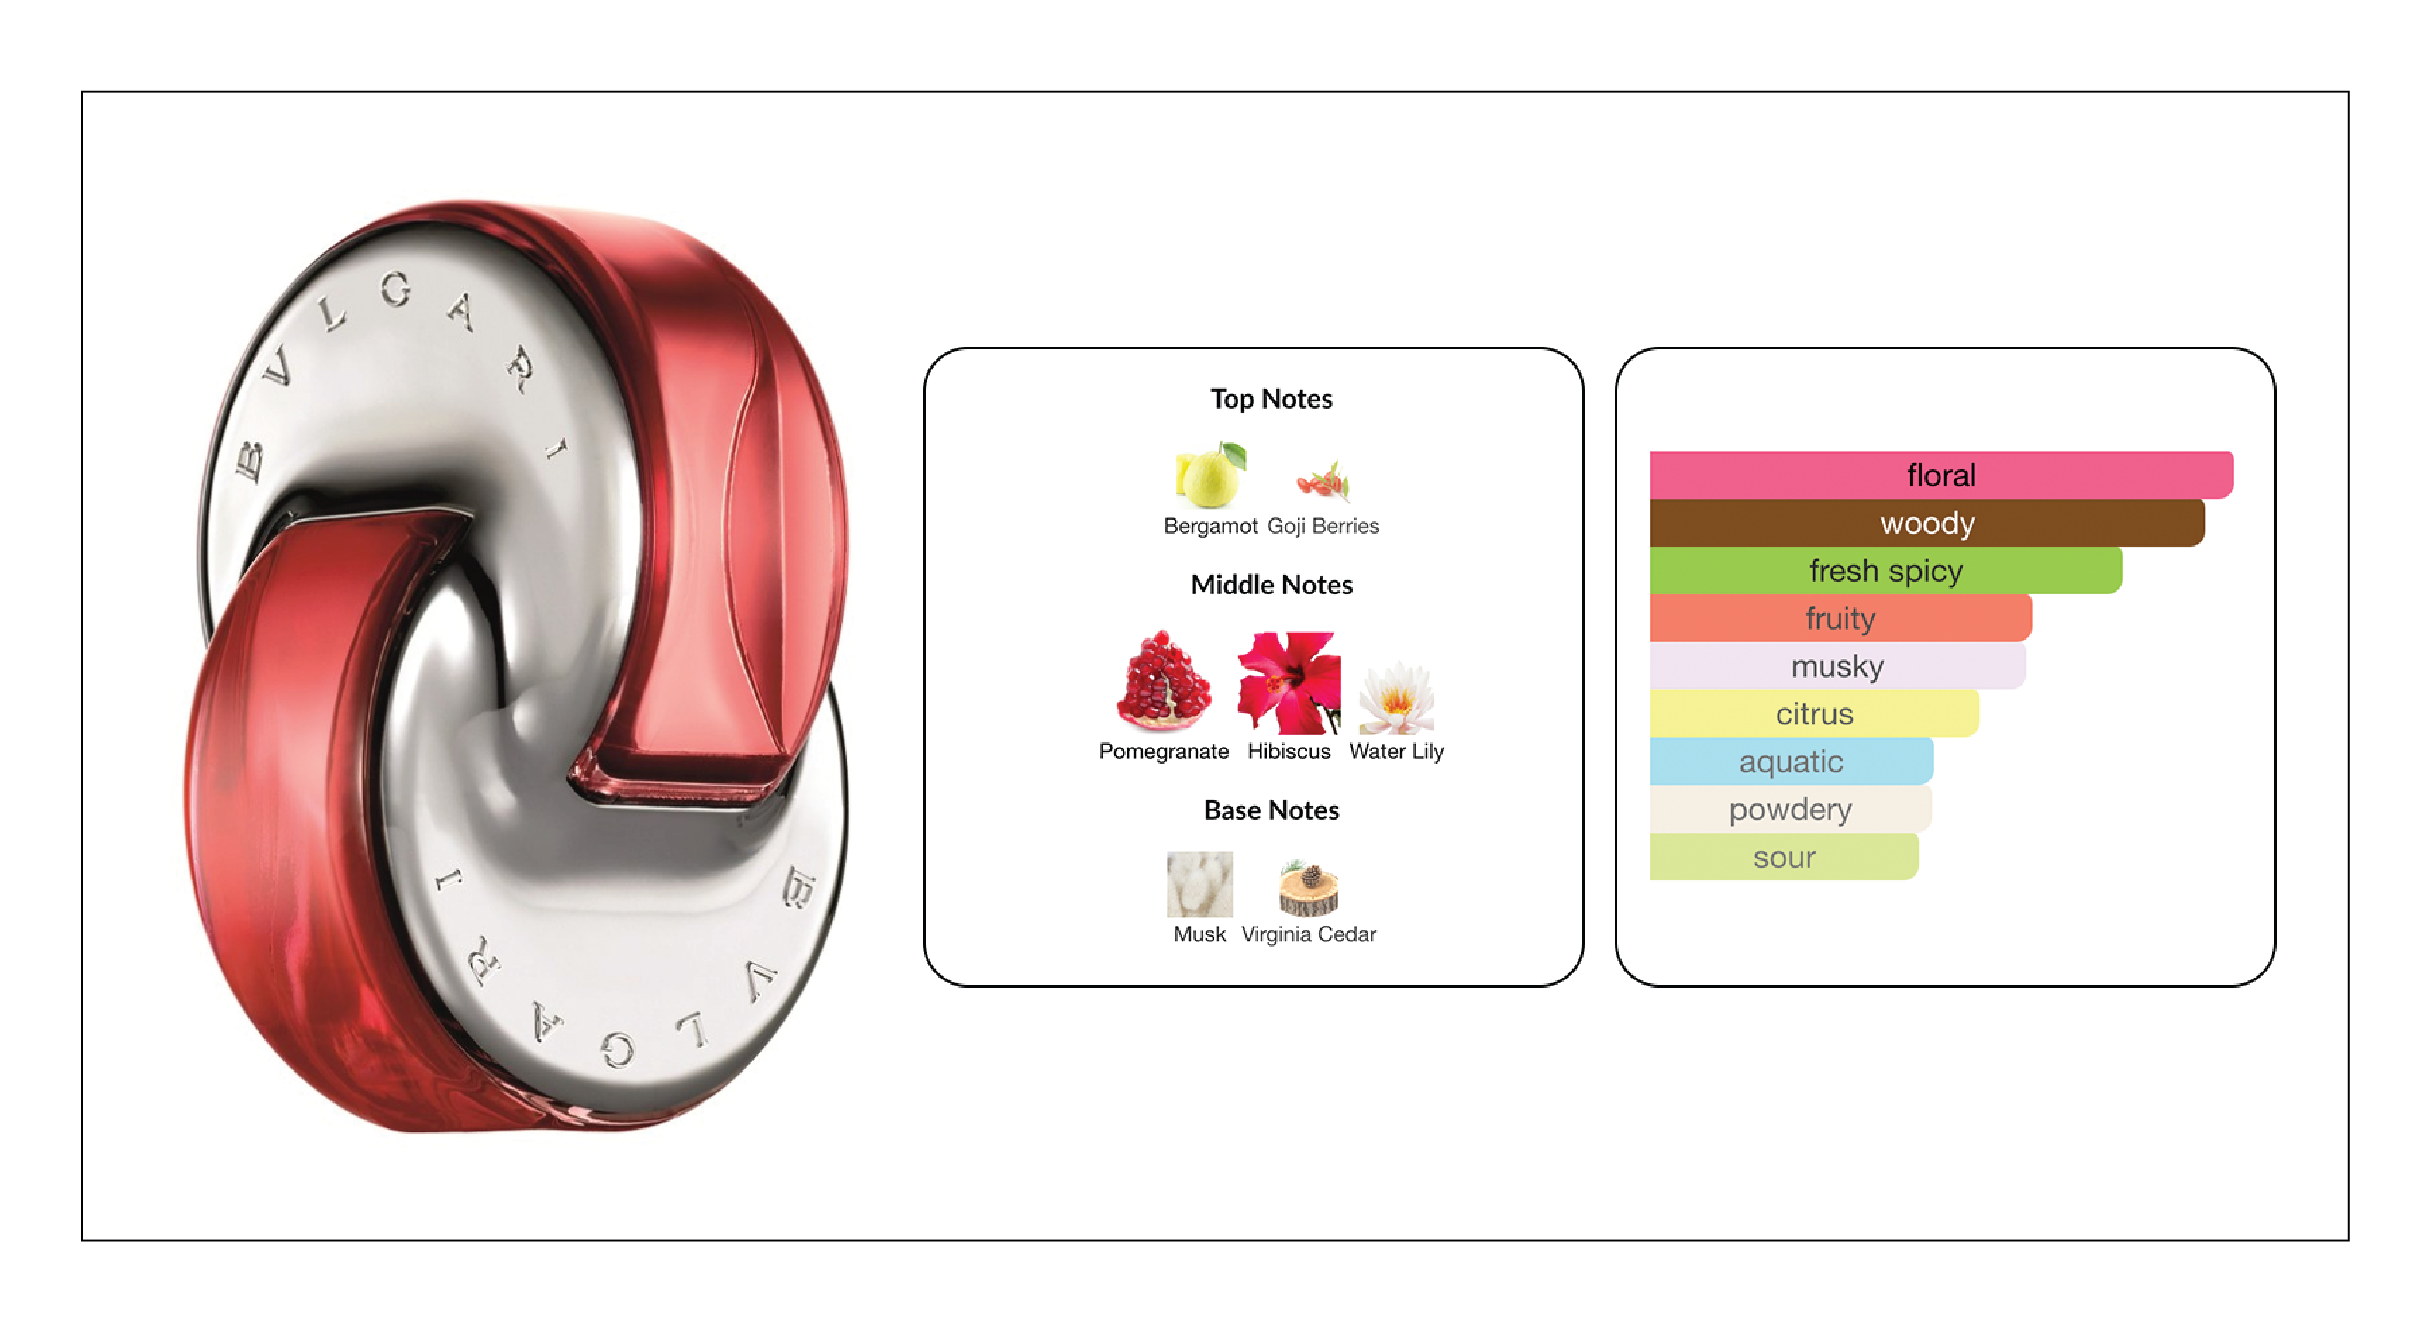 BVLGARI
BVLGARI
Top Notes
Bergamot Goji Berries
Middle Notes
Pomegranate Hibiscus Water Lily
Base Notes
Musk Virginia Cedar
floral
woody
fresh spicy
fruity
musky
citrus
aquatic
powdery
sour